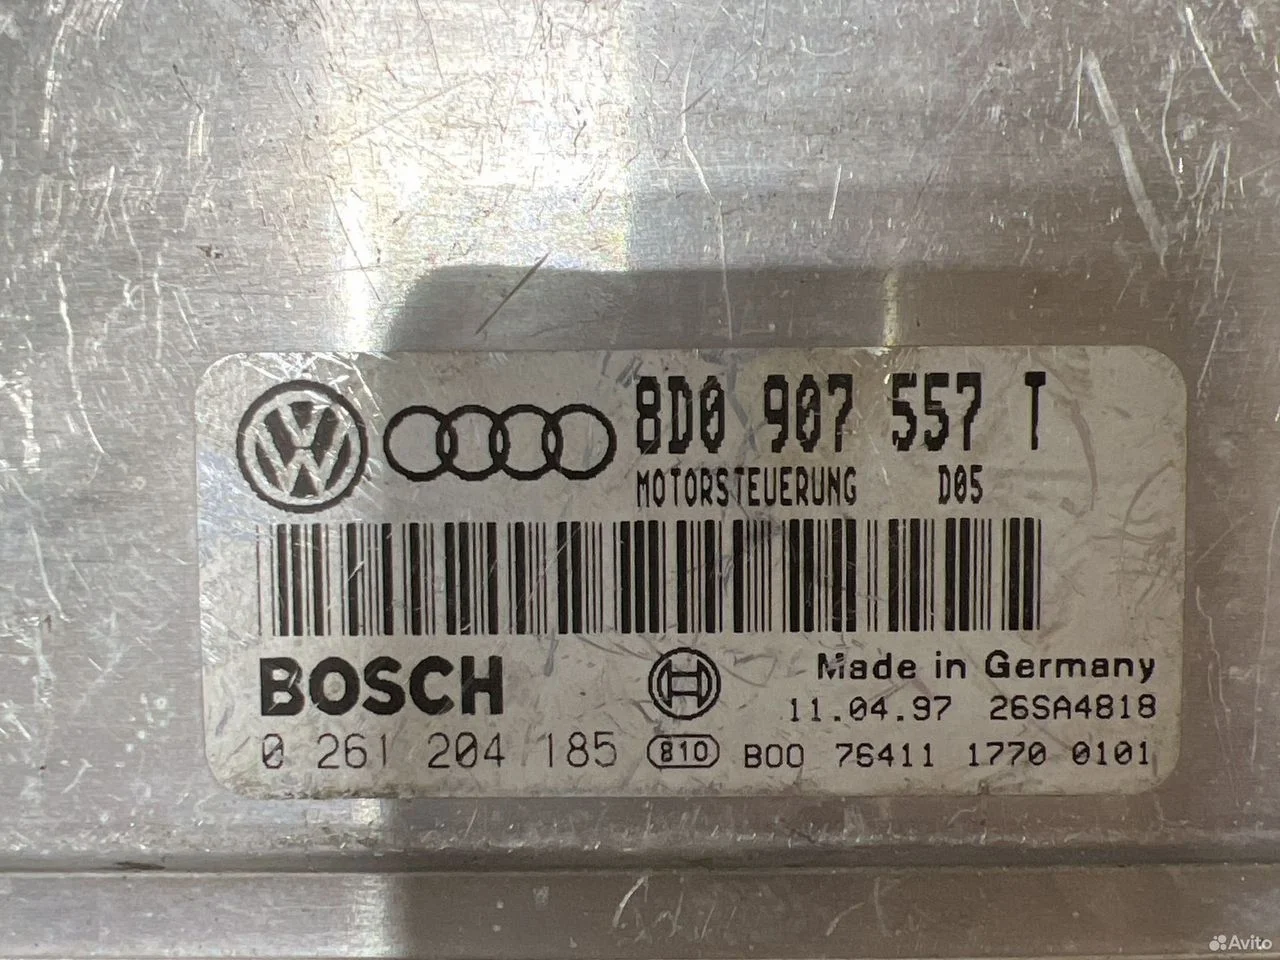 8D0 907 557 T
MOTORSTEUERUNG D05
BOSCH
Made in Germany
11.04.97 26SA4818
0 261 204 185 810 B00 76411 1770 0101
Avito